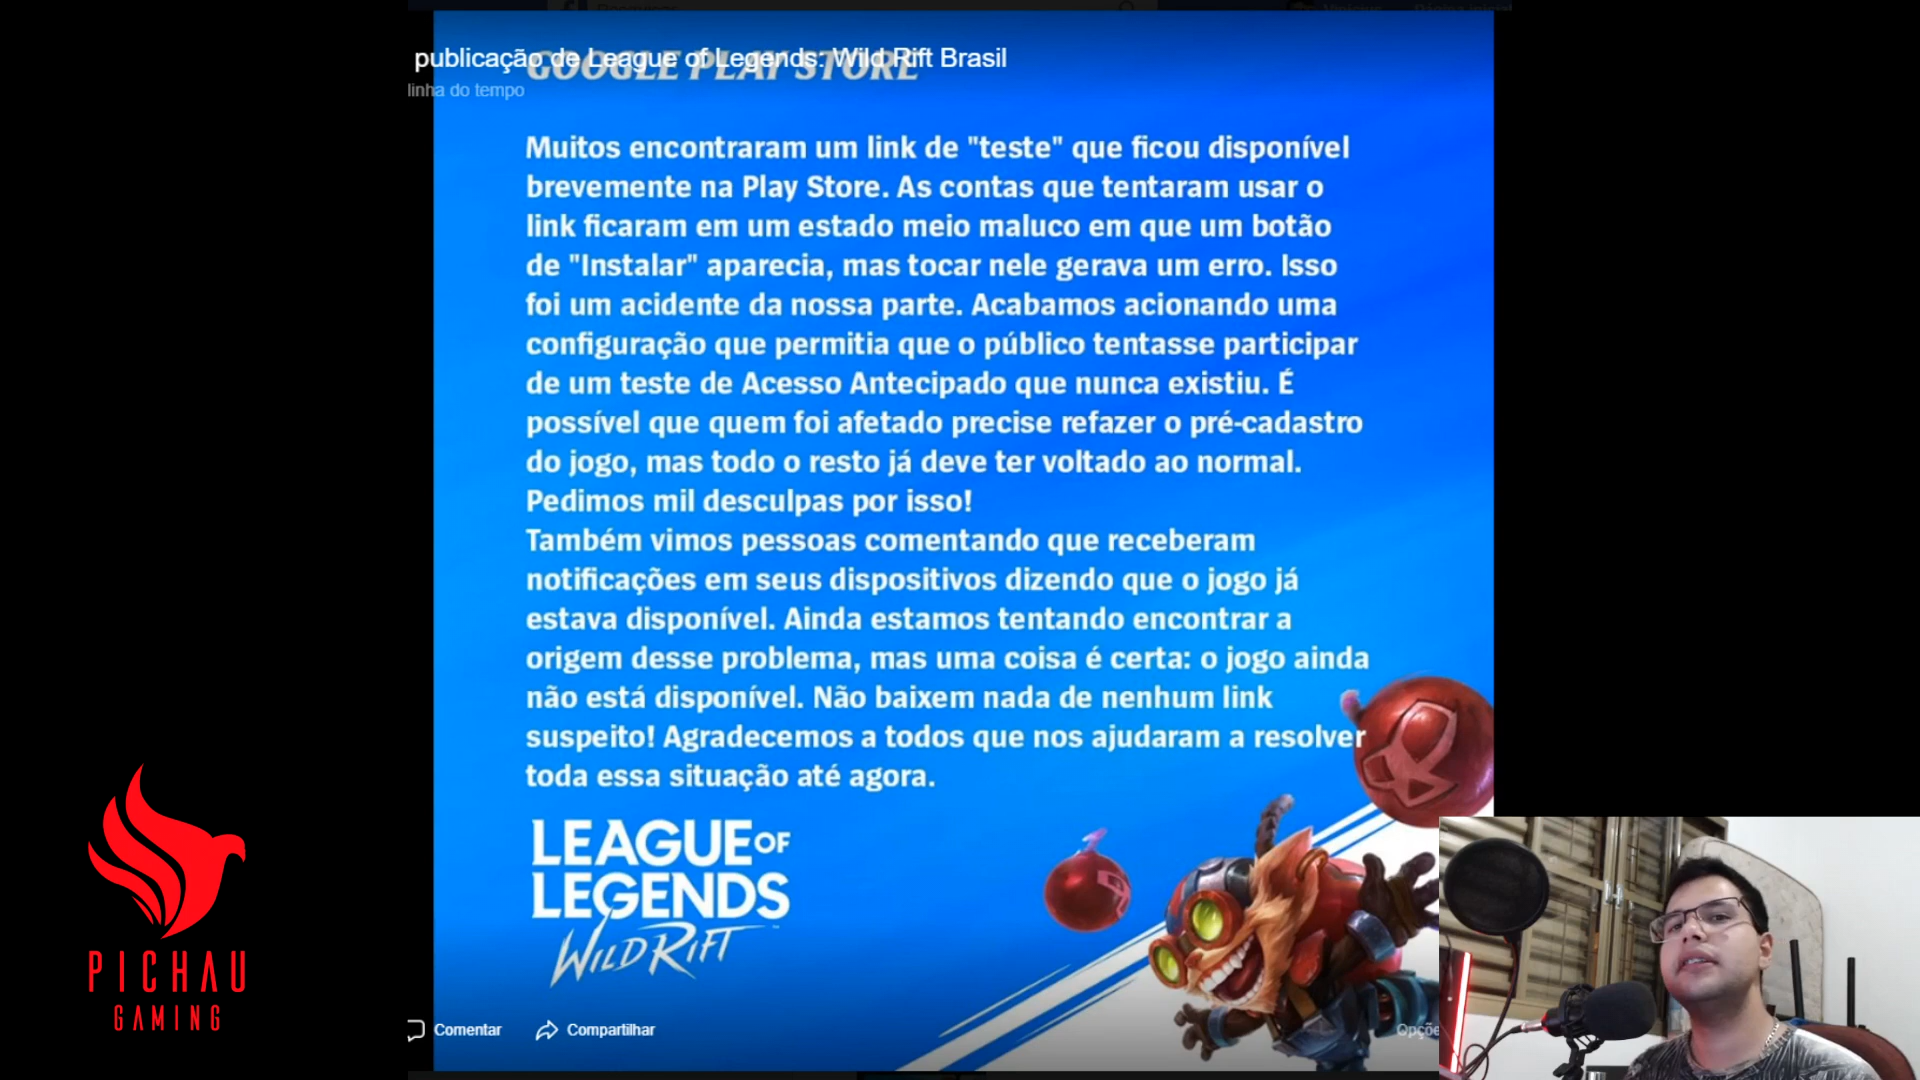 publicação de League of Legends: Wild Rift Brasil
GOOGLE PLAY STORE
linha do tempo
Muitos encontraram um link de "teste" que ficou disponível
brevemente na Play Store. As contas que tentaram usar o
link ficaram em um estado meio maluco em que um botão
de "Instalar" aparecia, mas tocar nele gerava um erro. Isso
foi um acidente da nossa parte. Acabamos acionando uma
configuração que permitia que o público tentasse participar
de um teste de Acesso Antecipado que nunca existiu. É
possível que quem foi afetado precise refazer o pré-cadastro
do jogo, mas todo o resto já deve ter voltado ao normal.
Pedimos mil desculpas por isso!
Também vimos pessoas comentando que receberam
notificações em seus dispositivos dizendo que o jogo já
estava disponível. Ainda estamos tentando encontrar a
origem desse problema, mas uma coisa é certa: o jogo ainda
não está disponível. Não baixem nada de nenhum link
suspeito! Agradecemos a todos que nos ajudaram a resolver
toda essa situação até agora.
LEAGUE OF
LEGENDS
WILD RIFT
Comentar
Compartilhar
PICHAU
GAMING